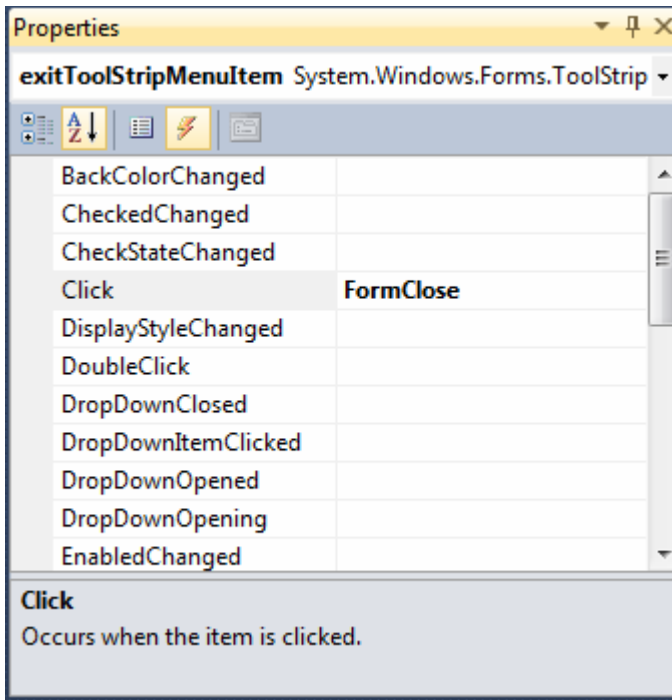 Properties
exitToolStripMenuItem System.Windows.Forms.ToolStrip
A Z
BackColorChanged
CheckedChanged
CheckStateChanged
Click FormClose
DisplayStyleChanged
DoubleClick
DropDownClosed
DropDownItemClicked
DropDownOpened
DropDownOpening
EnabledChanged
Click
Occurs when the item is clicked.